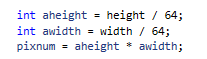 int aheight = height / 64;
int awidth = width / 64;
pixnum = aheight * awidth;